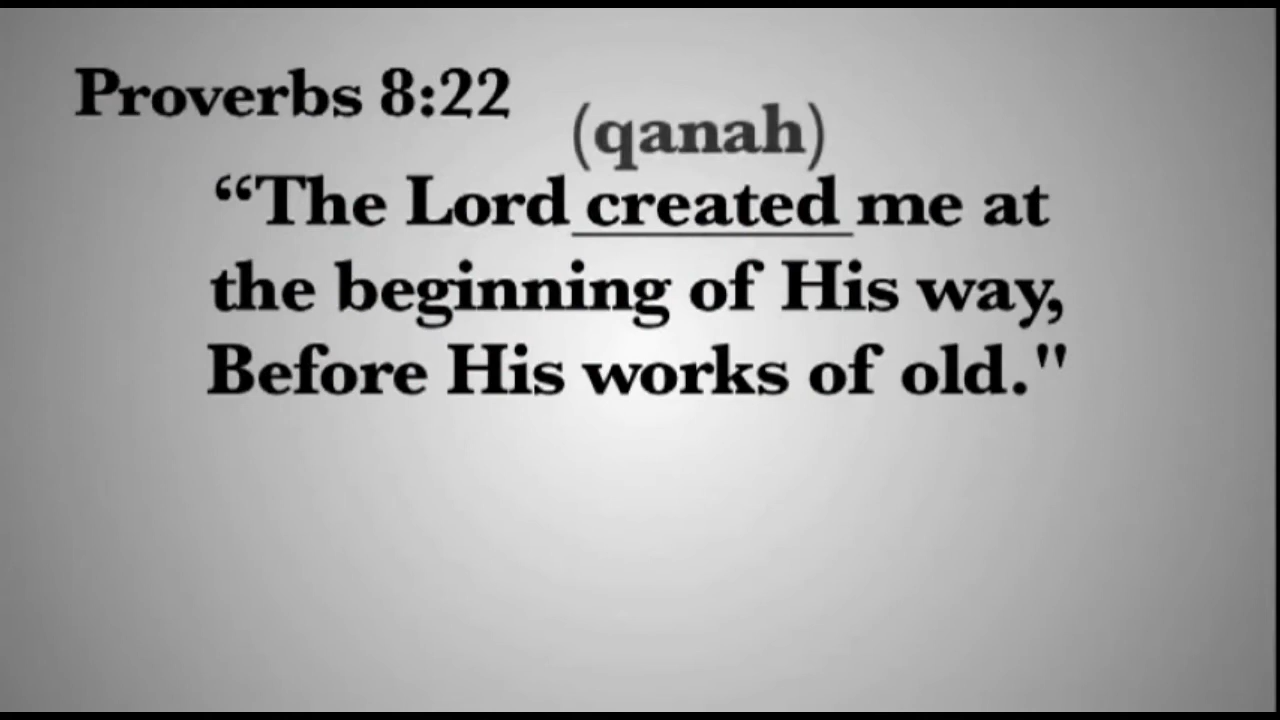 Proverbs 8:22
(qanah)
“The Lord created me at
the beginning of His way,
Before His works of old."